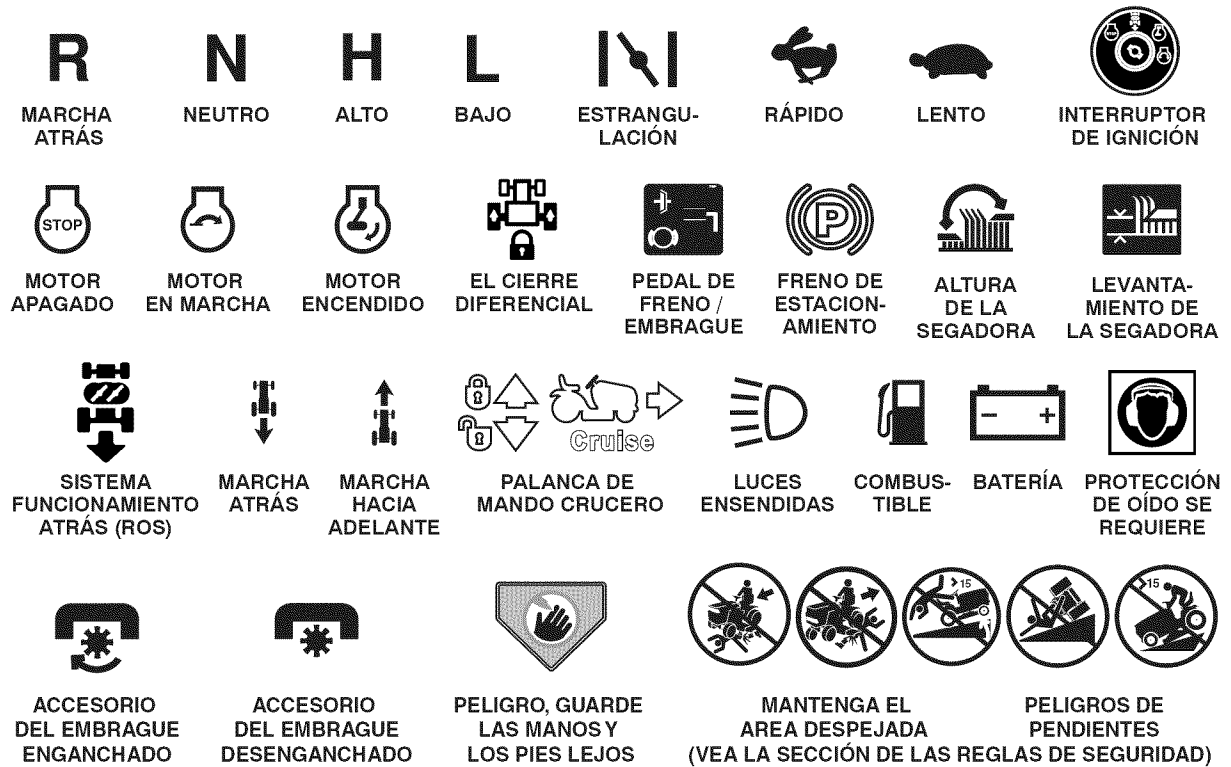 R N H L
MARCHA
ATRÁS
NEUTRO
ALTO
BAJO
ESTRANGU-
LACIÓN
RÁPIDO
LENTO
INTERRUPTOR
DE IGNICIÓN
STOP
STOP
MOTOR
APAGADO
MOTOR
EN MARCHA
MOTOR
ENCENDIDO
EL CIERRE
DIFERENCIAL
PEDAL DE
FRENO /
EMBRAGUE
P
FRENO DE
ESTACION-
AMIENTO
ALTURA
DE LA
SEGADORA
LEVANTA-
MIENTO DE
LA SEGADORA
SISTEMA
FUNCIONAMIENTO
ATRÁS (ROS)
MARCHA
ATRÁS
MARCHA
HACIA
ADELANTE
Cruise
PALANCA DE
MANDO CRUCERO
LUCES
ENSENDIDAS
COMBUS-
TIBLE
- +
BATERÍA
PROTECCIÓN
DE OÍDO SE
REQUIERE
ACCESORIO
DEL EMBRAGUE
ENGANCHADO
ACCESORIO
DEL EMBRAGUE
DESENGANCHADO
PELIGRO, GUARDE
LAS MANOS Y
LOS PIES LEJOS
>15
>15
MANTENGA EL
AREA DESPEJADA
PELIGROS DE
PENDIENTES
(VEA LA SECCIÓN DE LAS REGLAS DE SEGURIDAD)